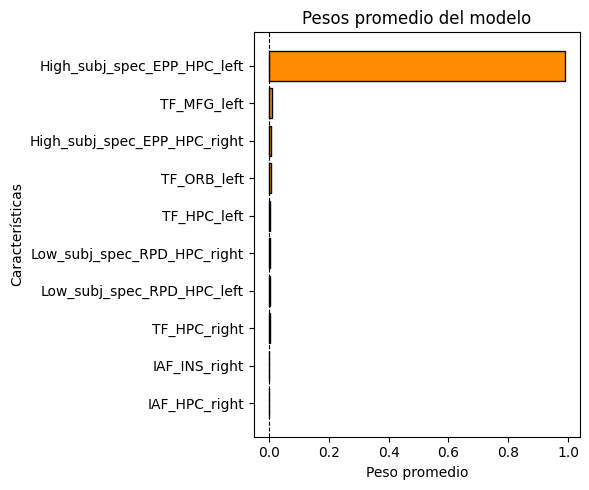 Pesos promedio del modelo
Características
High_subj_spec_EPP_HPC_left
TF_MFG_left
High_subj_spec_EPP_HPC_right
TF_ORB_left
TF_HPC_left
Low_subj_spec_RPD_HPC_right
Low_subj_spec_RPD_HPC_left
TF_HPC_right
IAF_INS_right
IAF_HPC_right
0.0 0.2 0.4 0.6 0.8 1.0
Peso promedio